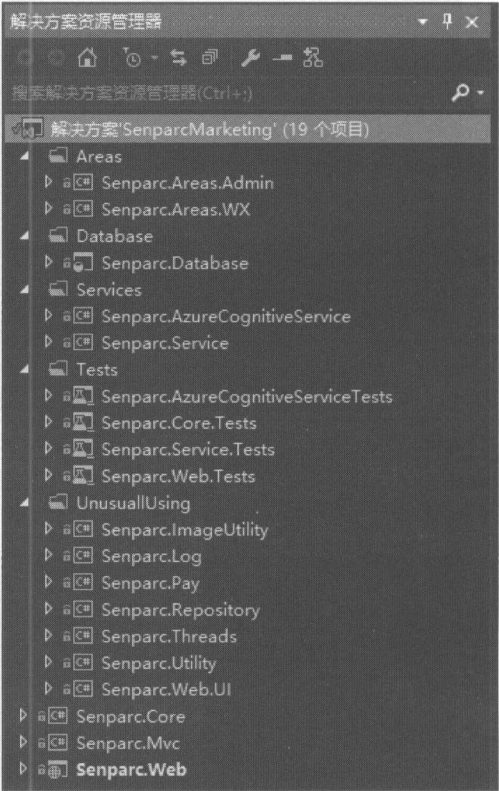 解决方案资源管理器
搜索解决方案资源管理器(Ctrl+;)
解决方案'SenparcMarketing' (19 个项目)
Areas
C# Senparc.Areas.Admin
C# Senparc.Areas.WX
Database
Senparc.Database
Services
C# Senparc.AzureCognitiveService
C# Senparc.Service
Tests
Senparc.AzureCognitiveServiceTests
Senparc.Core.Tests
Senparc.Service.Tests
Senparc.Web.Tests
UnusuallUsing
C# Senparc.ImageUtility
C# Senparc.Log
C# Senparc.Pay
C# Senparc.Repository
C# Senparc.Threads
C# Senparc.Utility
C# Senparc.Web.UI
C# Senparc.Core
C# Senparc.Mvc
Senparc.Web